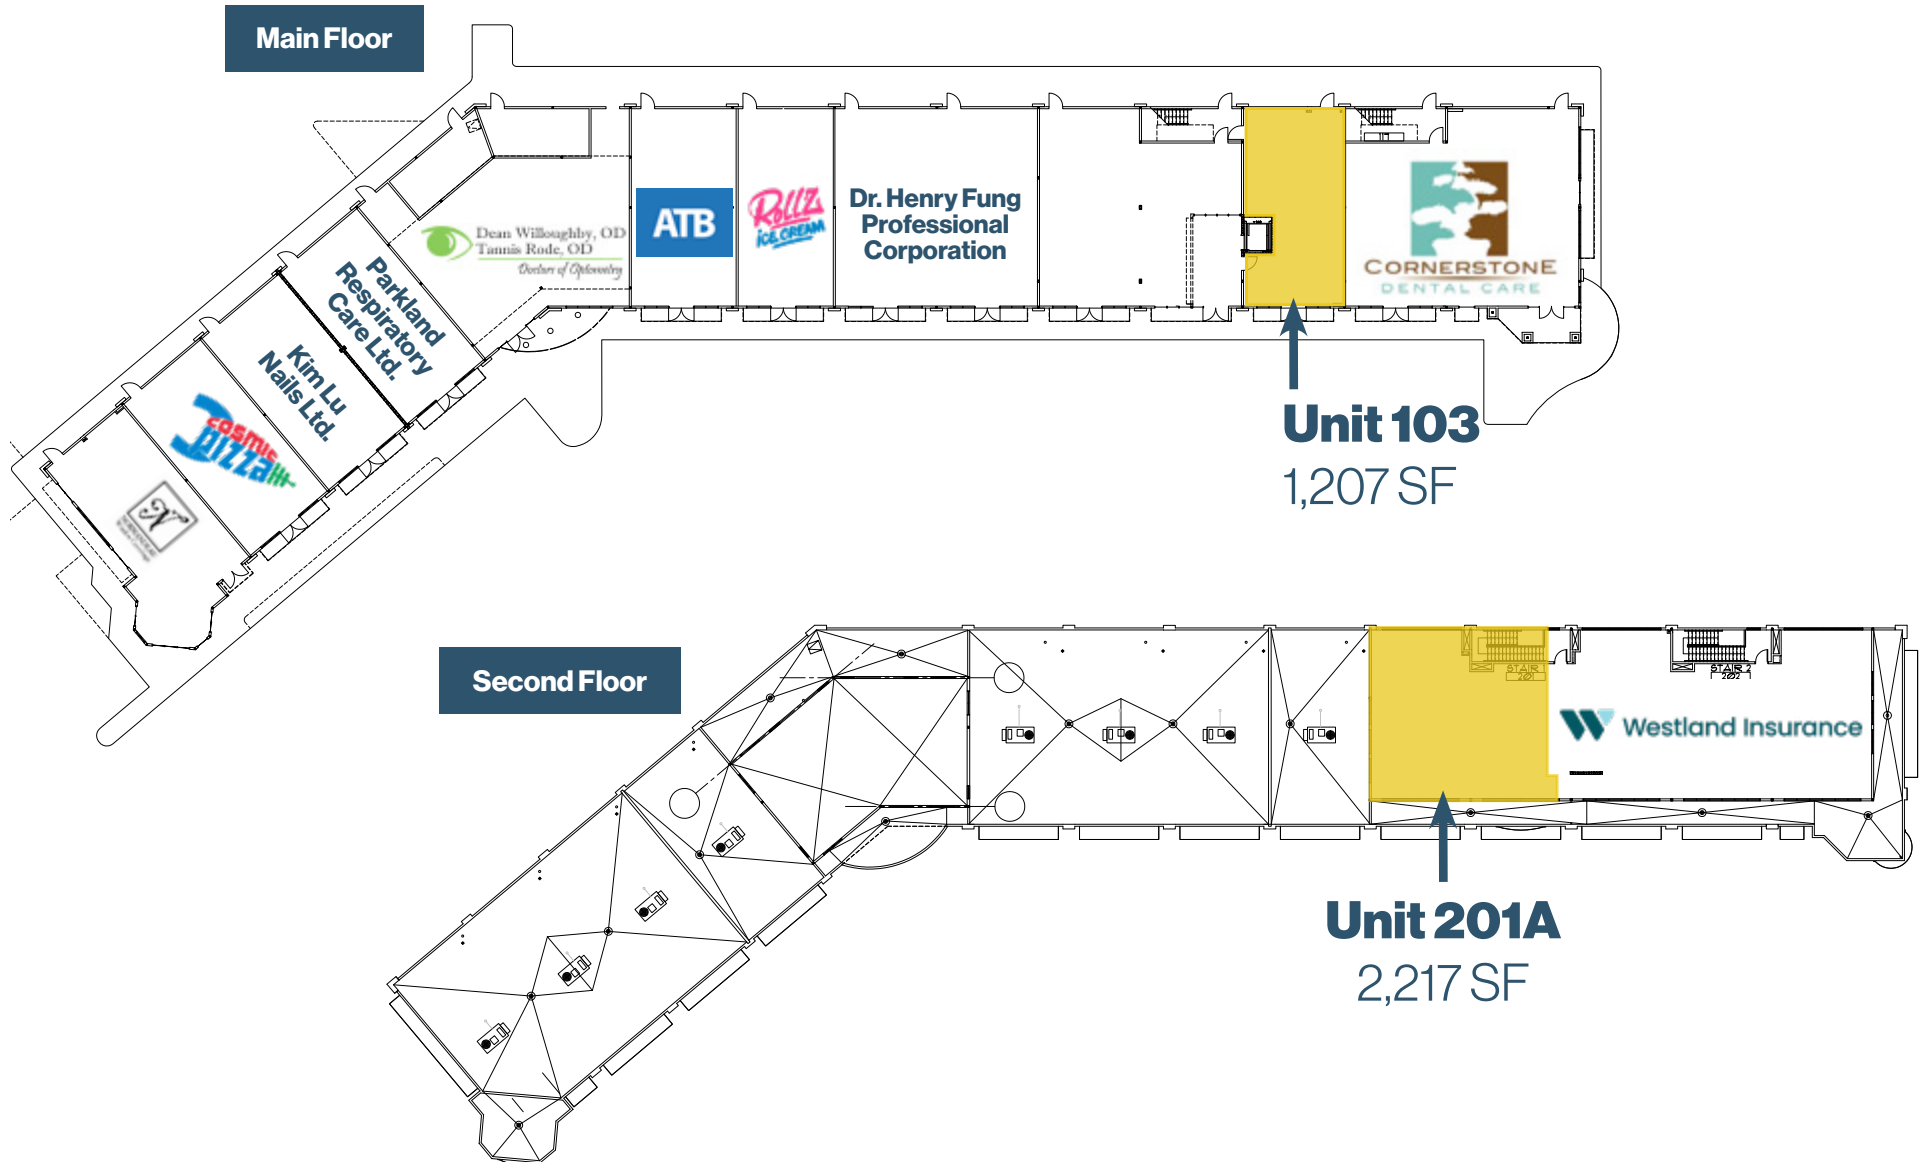 Main Floor
Dean Willoughby, OD
Tannis Rode, OD
Doctors of Optometry
ATB
ROLLZ
ICE CREAM
Dr. Henry Fung
Professional
Corporation
CORNERSTONE
DENTAL CARE
Parkland
Respiratory
Care Ltd.
Kim Lu
Nails Ltd.
COSMIC
PIZZA
N
Unit 103
1,207 SF
Second Floor
STAIR 1
201
STAIR 2
202
Westland Insurance
Unit 201A
2,217 SF